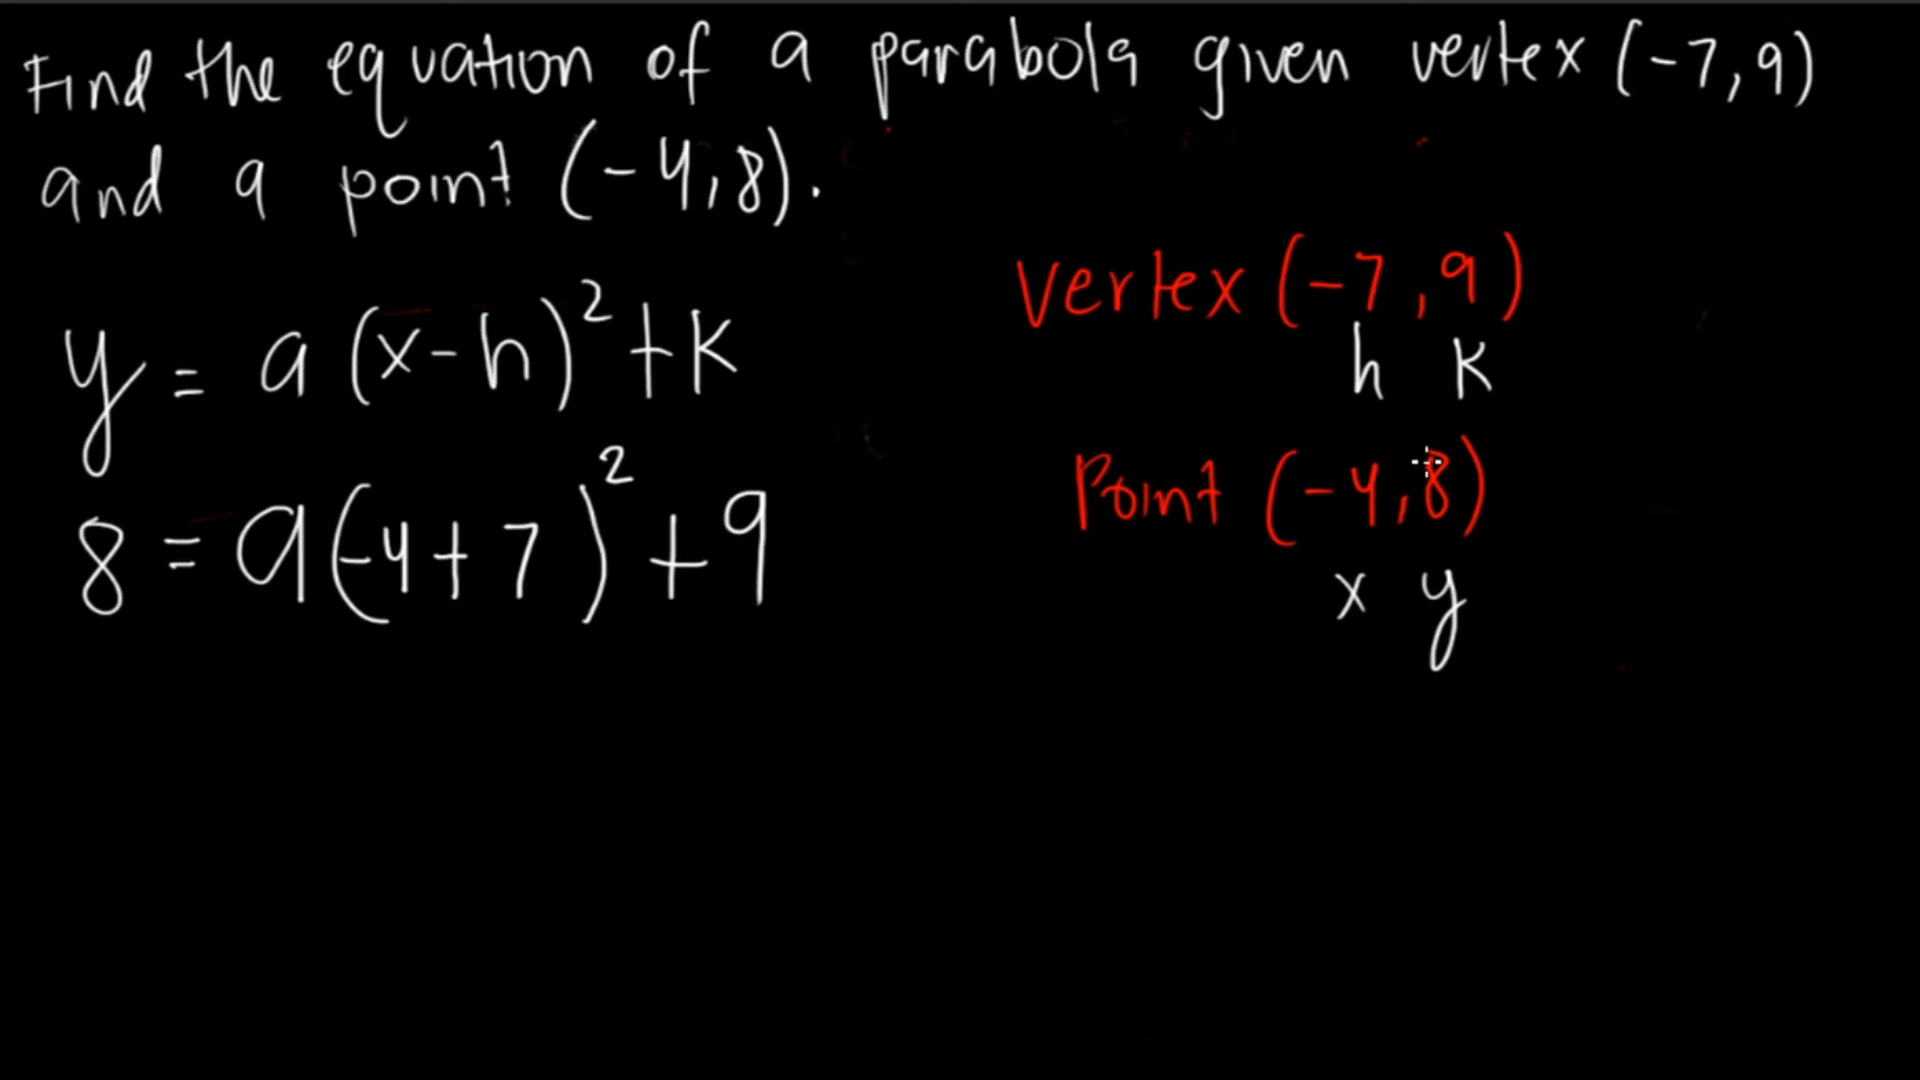 Find the equation of a parabola given vertex (-7,9)
and a point (-4,8).
y = a(x-h)²+k
8 = a(-4+7)²+9
Vertex (-7,9)
h k
Point (-4,8)
x y